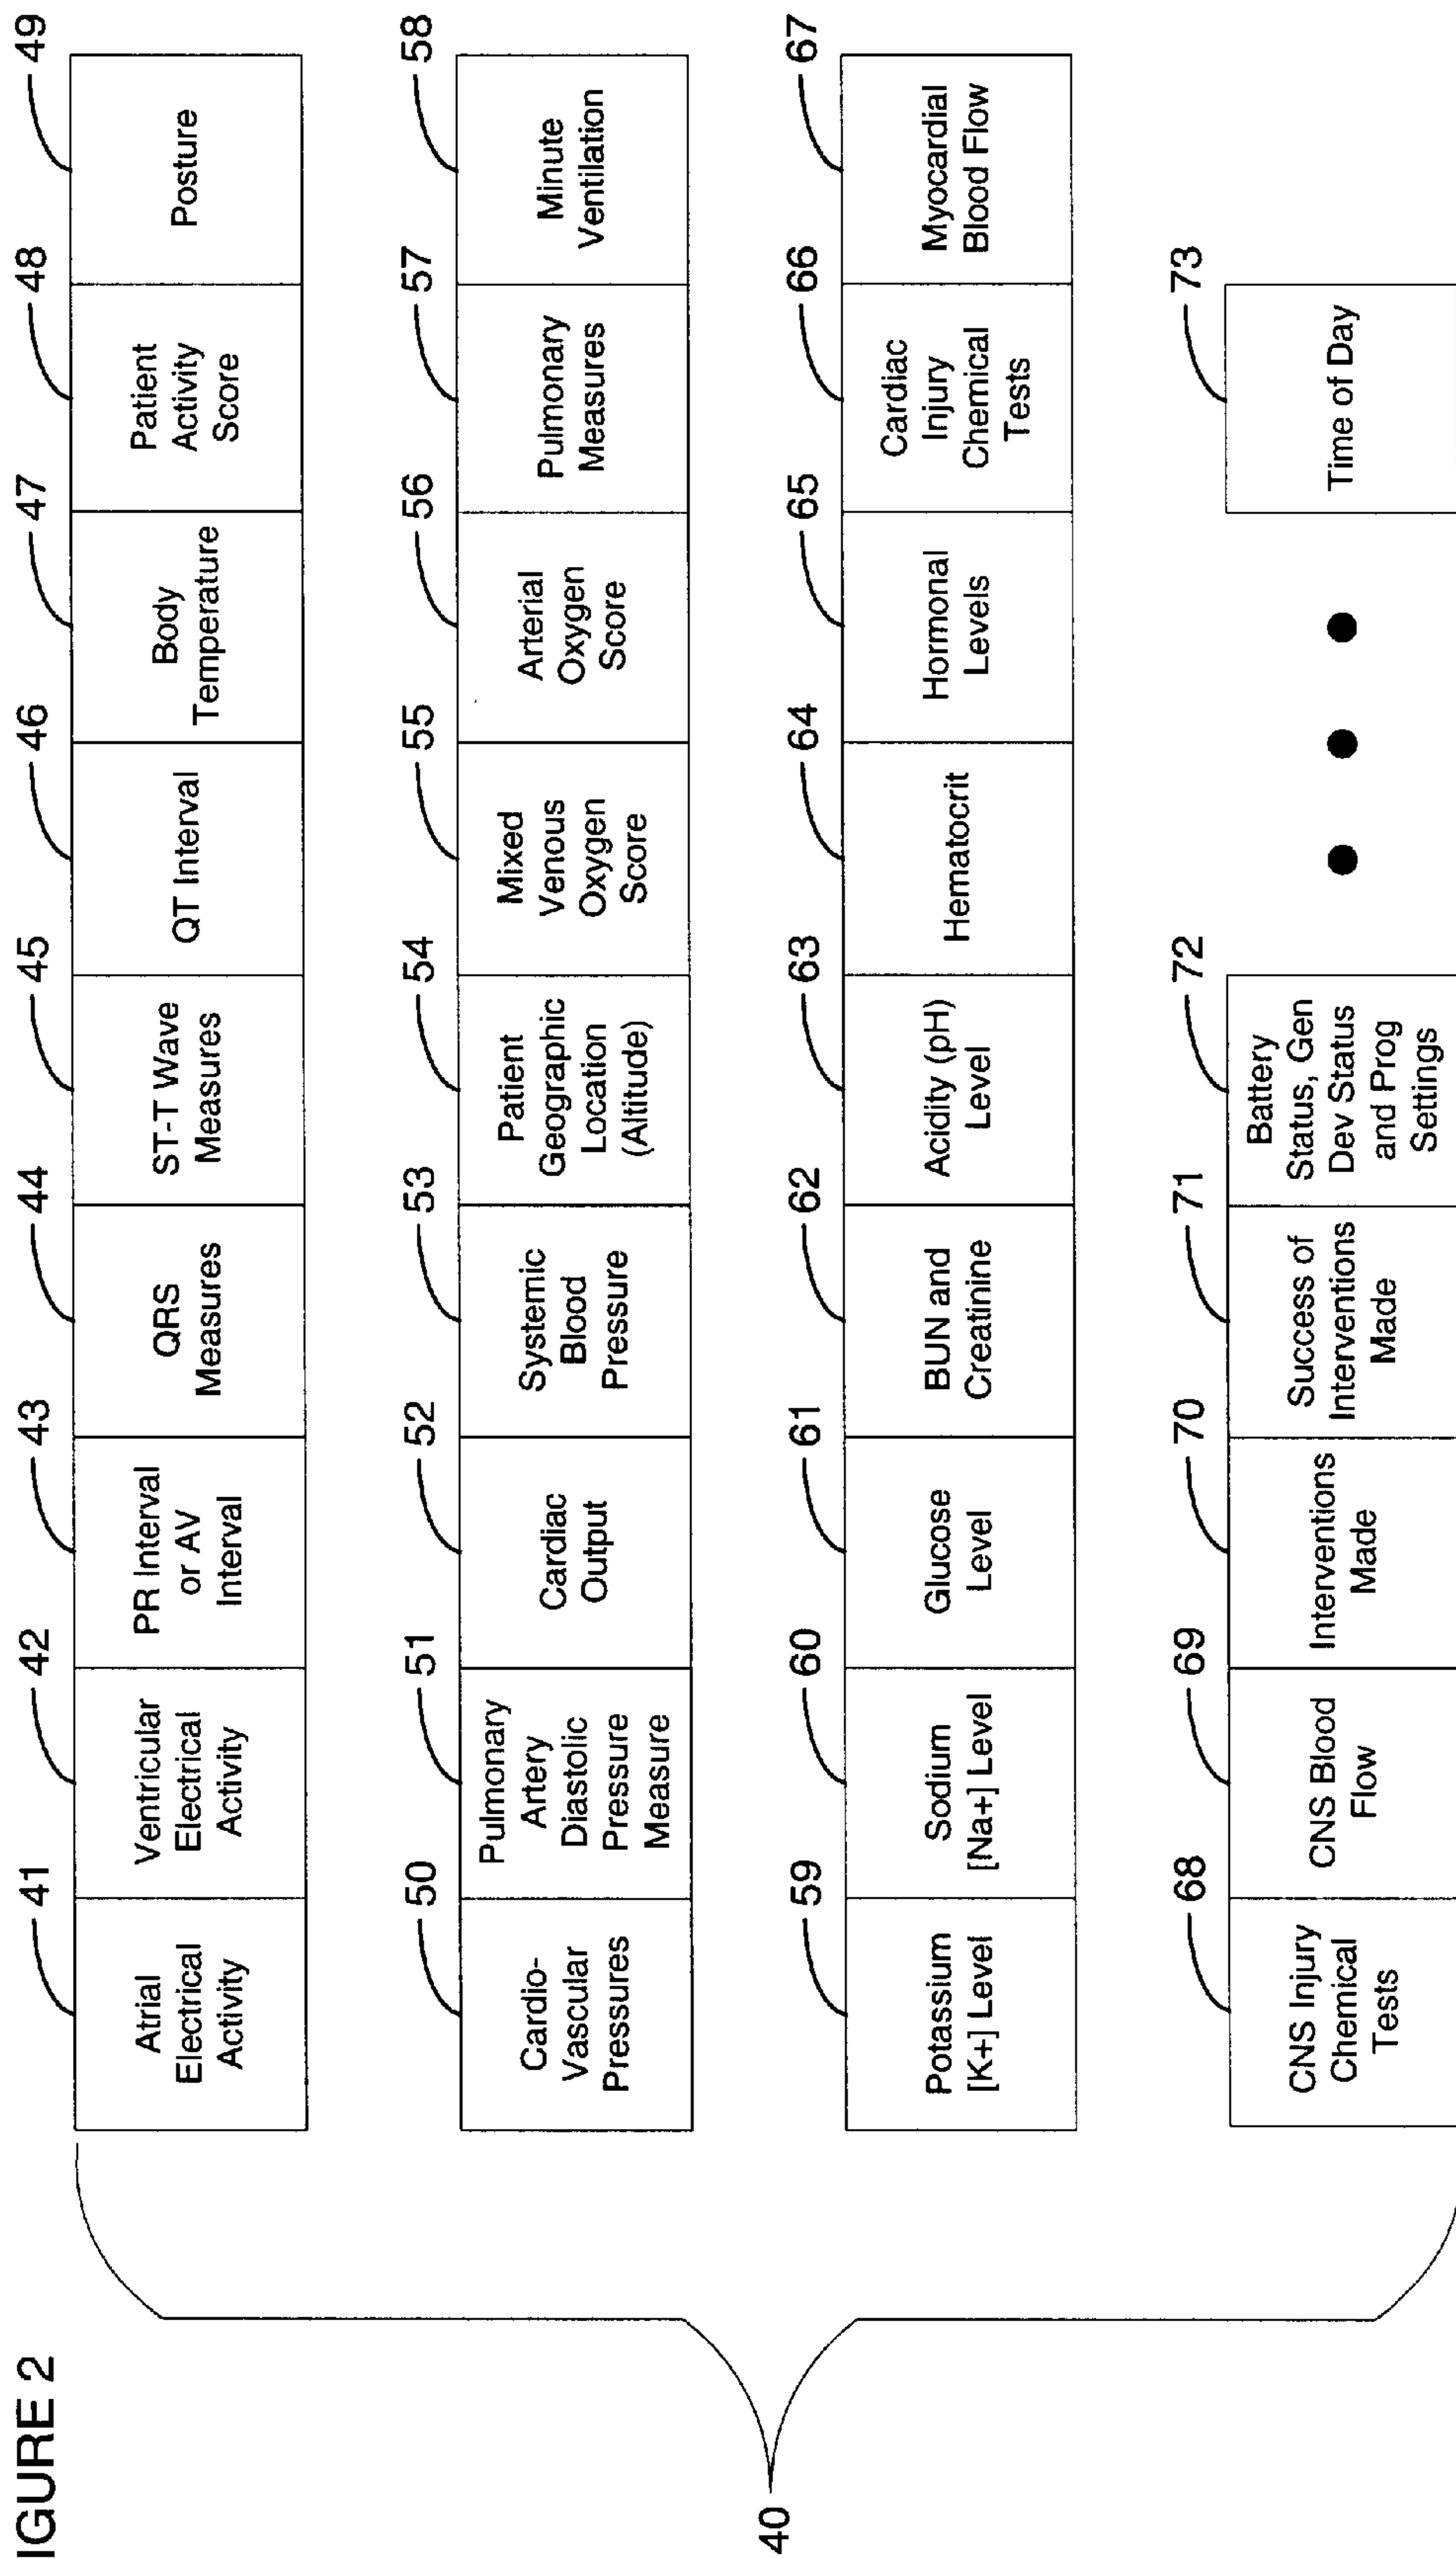 IGURE 2
40
41
42
43
44
45
46
47
48
49
Atrial
Electrical
Activity
Ventricular
Electrical
Activity
PR Interval
or AV
Interval
QRS
Measures
ST-T Wave
Measures
QT Interval
Body
Temperature
Patient
Activity
Score
Posture
50
51
52
53
54
55
56
57
58
Cardio-
Vascular
Pressures
Pulmonary
Artery
Diastolic
Pressure
Measure
Cardiac
Output
Systemic
Blood
Pressure
Patient
Geographic
Location
(Altitude)
Mixed
Venous
Oxygen
Score
Arterial
Oxygen
Score
Pulmonary
Measures
Minute
Ventilation
59
60
61
62
63
64
65
66
67
Potassium
[K+] Level
Sodium
[Na+] Level
Glucose
Level
BUN and
Creatinine
Acidity (pH)
Level
Hematocrit
Hormonal
Levels
Cardiac
Injury
Chemical
Tests
Myocardial
Blood Flow
68
69
70
71
72
73
CNS Injury
Chemical
Tests
CNS Blood
Flow
Interventions
Made
Success of
Interventions
Made
Battery
Status, Gen
Dev Status
and Prog
Settings
Time of Day